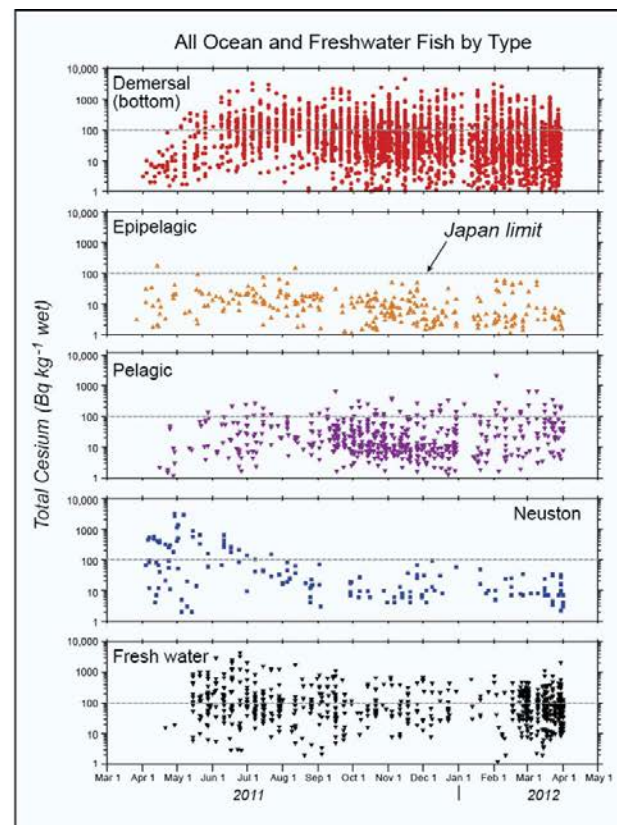 All Ocean and Freshwater Fish by Type
Total Cesium (Bq kg-1 wet)
10,000
Demersal
(bottom)
1000
100
10
1
10,000
Epipelagic
Japan limit
1000
100
10
1
10,000
Pelagic
1000
100
10
1
10,000
Neuston
1000
100
10
1
10,000
Fresh water
1000
100
10
1
Mar 1 Apr 1 May 1 Jun 1 Jul 1 Aug 1 Sep 1 Oct 1 Nov 1 Dec 1 Jan 1 Feb 1 Mar 1 Apr 1 May 1
2011 2012